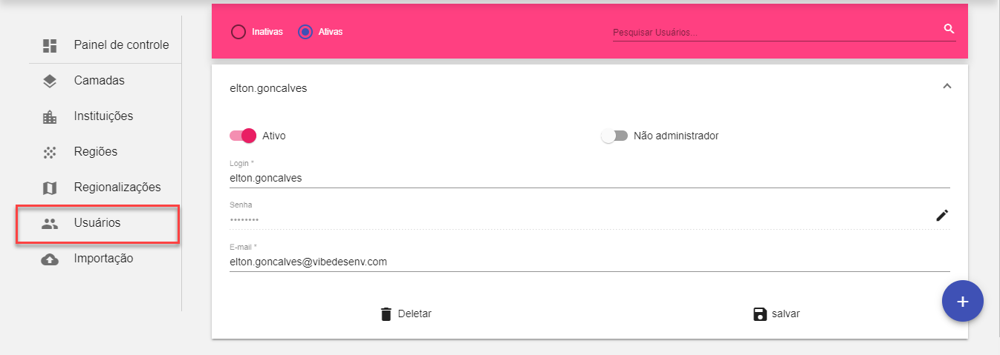 Painel de controle
Camadas
Instituições
Regiões
Regionalizações
Usuários
Importação
Inativas
Ativas
Pesquisar Usuários...
elton.goncalves
Ativo
Não administrador
Login *
elton.goncalves
Senha
••••••••
E-mail *
elton.goncalves@vibedesenv.com
Deletar
salvar
+